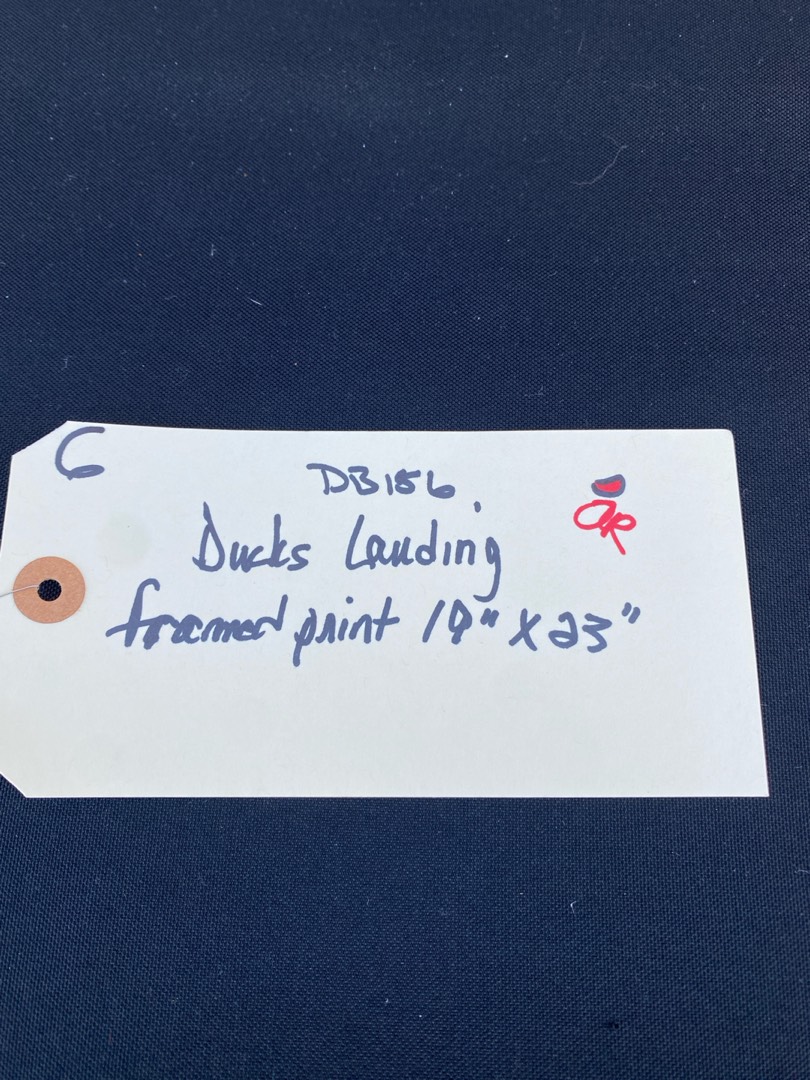 6
DB156
Ducks Landing
framed print 19" X 23"